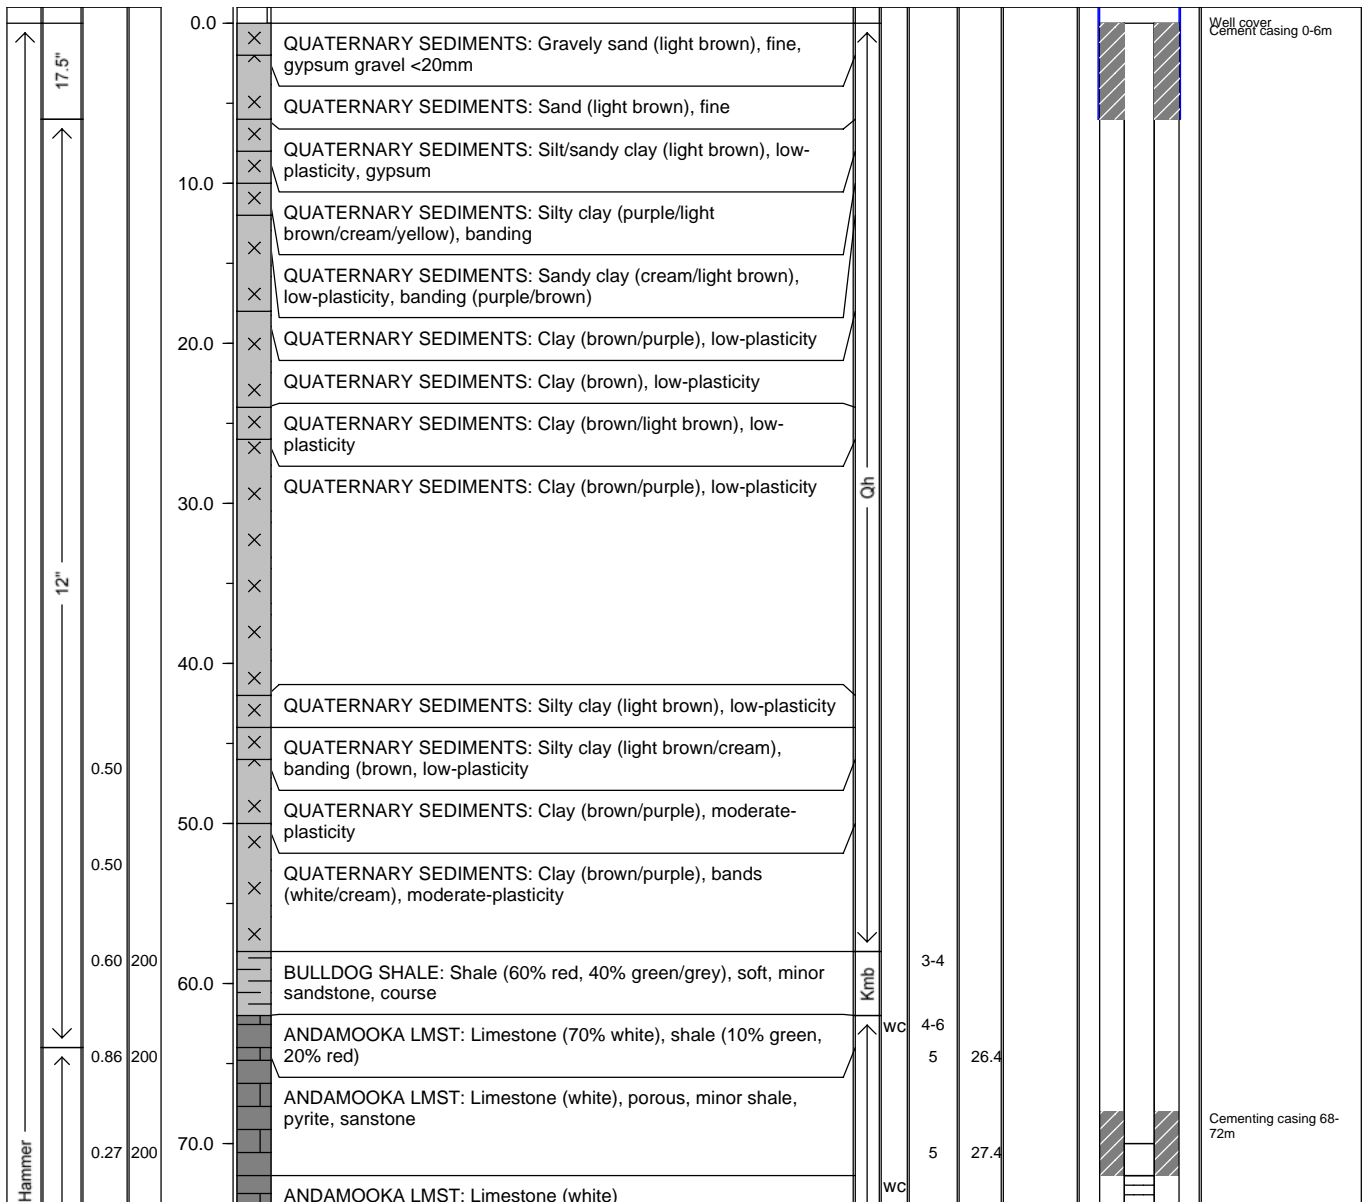 0.0
Well cover
Cement casing 0-6m
QUATERNARY SEDIMENTS: Gravely sand (light brown), fine,
gypsum gravel <20mm
17.5"
QUATERNARY SEDIMENTS: Sand (light brown), fine
QUATERNARY SEDIMENTS: Silt/sandy clay (light brown), low-
plasticity, gypsum
10.0
QUATERNARY SEDIMENTS: Silty clay (purple/light
brown/cream/yellow), banding
QUATERNARY SEDIMENTS: Sandy clay (cream/light brown),
low-plasticity, banding (purple/brown)
20.0
QUATERNARY SEDIMENTS: Clay (brown/purple), low-plasticity
QUATERNARY SEDIMENTS: Clay (brown), low-plasticity
QUATERNARY SEDIMENTS: Clay (brown/light brown), low-
plasticity
QUATERNARY SEDIMENTS: Clay (brown/purple), low-plasticity
Qh
30.0
12"
40.0
QUATERNARY SEDIMENTS: Silty clay (light brown), low-plasticity
QUATERNARY SEDIMENTS: Silty clay (light brown/cream),
banding (brown, low-plasticity
0.50
QUATERNARY SEDIMENTS: Clay (brown/purple), moderate-
plasticity
50.0
0.50
QUATERNARY SEDIMENTS: Clay (brown/purple), bands
(white/cream), moderate-plasticity
0.60 200
3-4
BULLDOG SHALE: Shale (60% red, 40% green/grey), soft, minor
sandstone, course
60.0
Kmb
wc
4-6
ANDAMOOKA LMST: Limestone (70% white), shale (10% green,
20% red)
0.86 200
5
26.4
ANDAMOOKA LMST: Limestone (white), porous, minor shale,
pyrite, sanstone
Cementing casing 68-
72m
70.0
0.27 200
5
27.4
Hammer
wc
ANDAMOOKA LMST: Limestone (white)